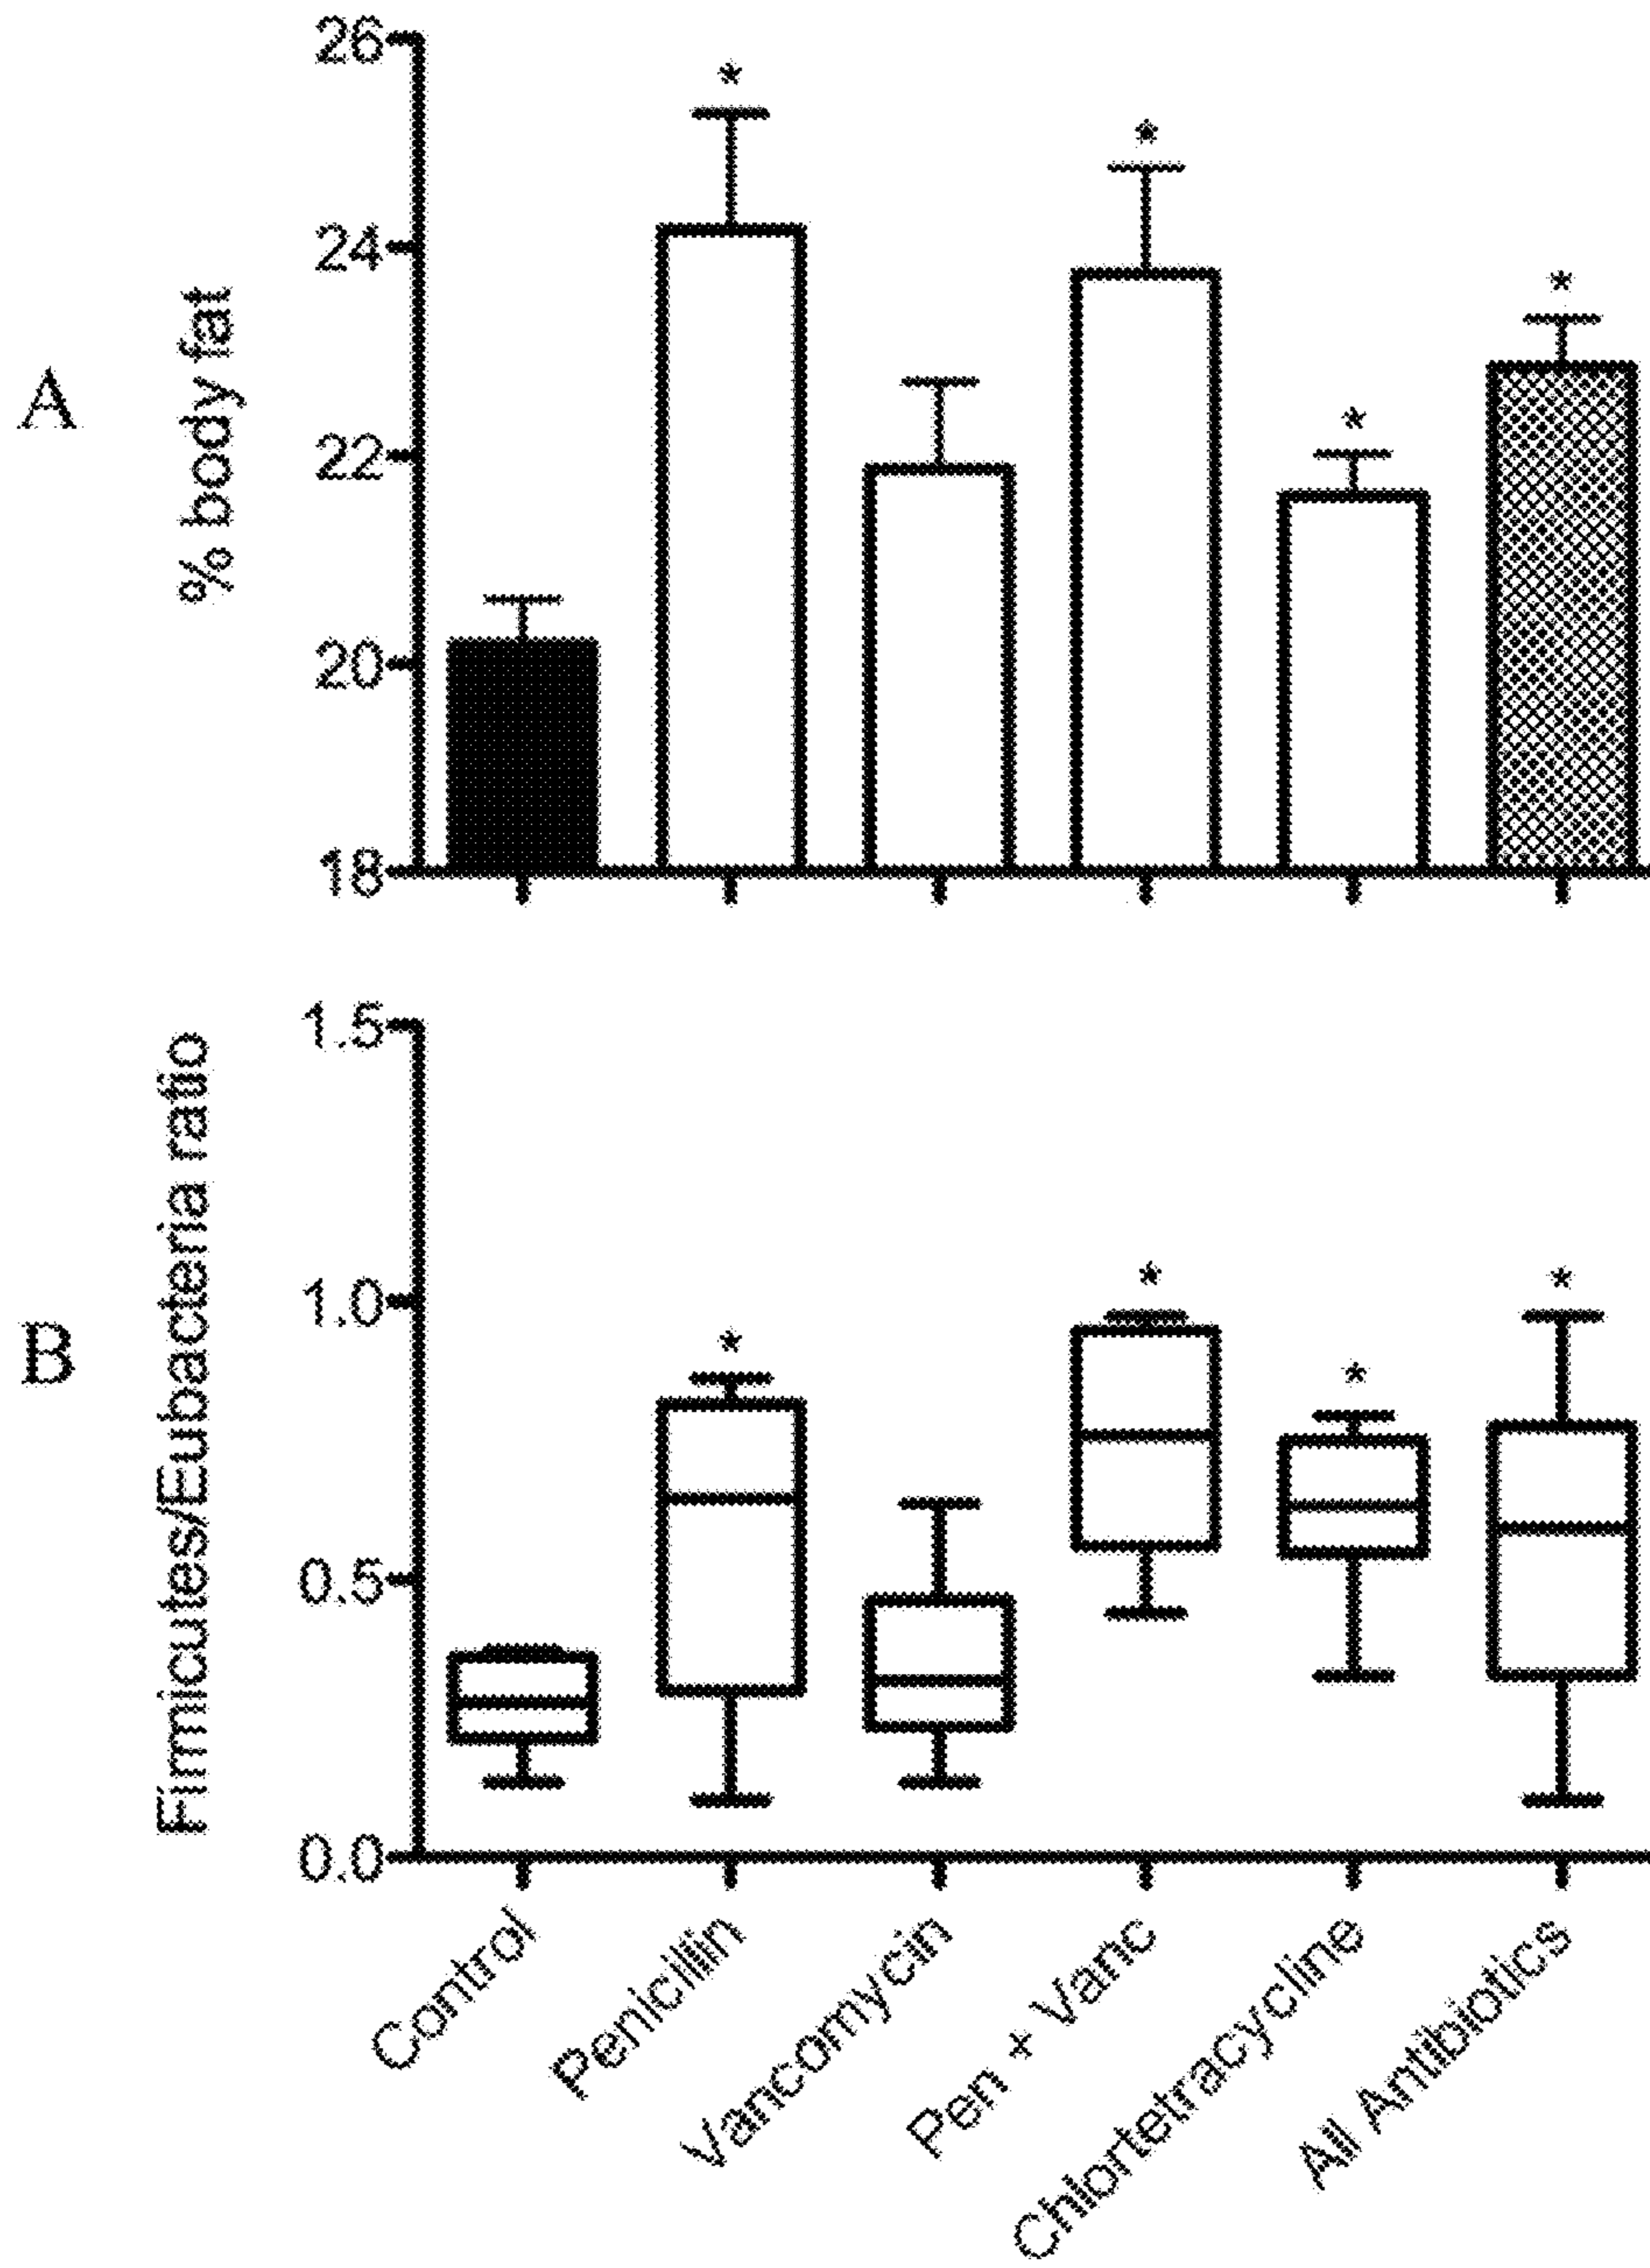 A
% body fat
26
24
22
20
18
*
*
*
*
B
Firmicutes/Eubacteria ratio
1.5
1.0
0.5
0.0
*
*
*
*
Control
Penicillin
Vancomycin
Pen + Vanc
Chlortetracycline
All Antibiotics